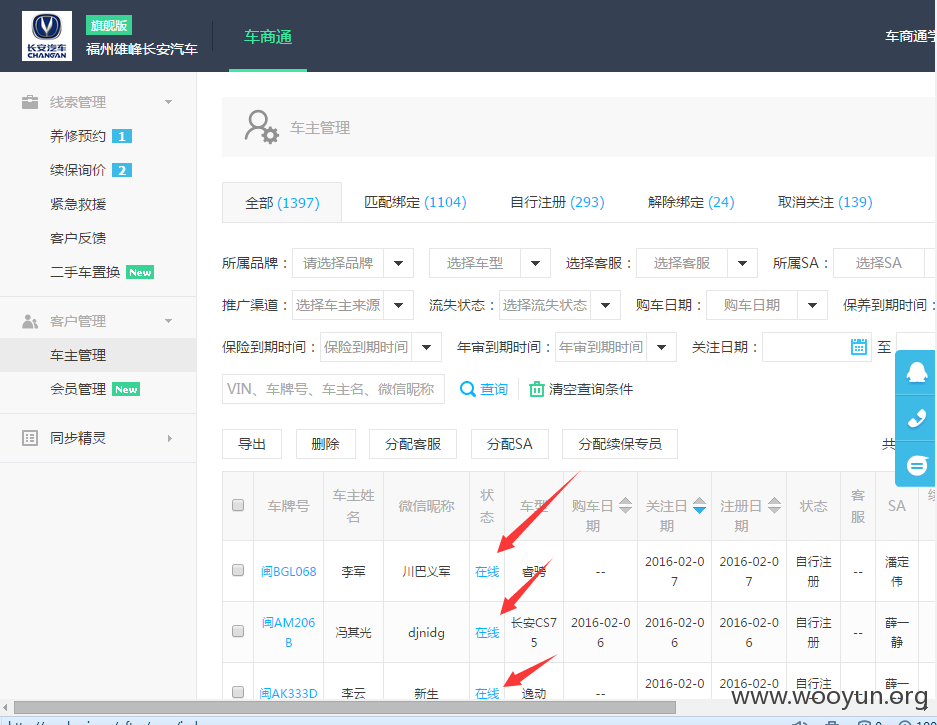 旗舰版
长安汽车
CHANGAN
福州雄峰长安汽车
车商通
车商通学
线索管理
养修预约 1
续保询价 2
紧急救援
客户反馈
二手车置换 New
客户管理
车主管理
会员管理 New
同步精灵
车主管理
全部 (1397) 匹配绑定 (1104) 自行注册 (293) 解除绑定 (24) 取消关注 (139)
所属品牌： 请选择品牌 选择车型 选择客服： 选择客服 所属SA： 选择SA
推广渠道： 选择车主来源 流失状态： 选择流失状态 购车日期： 购车日期 保养到期时间：
保险到期时间： 保险到期时间 年审到期时间： 年审到期时间 关注日期： 至
VIN、车牌号、车主名、微信昵称 查询 清空查询条件
导出 删除 分配客服 分配SA 分配续保专员 共
车牌号 车主姓名 微信昵称 状态 车型 购车日期 关注日期 注册日期 状态 客服 SA
闽BGL068 李军 川巴义军 在线 睿骋 -- 2016-02-07 2016-02-07 自行注册 -- 潘定伟
闽AM206B 冯其光 djnidg 在线 长安CS75 2016-02-06 2016-02-06 2016-02-06 自行注册 -- 薛一静
闽AK333D 李云 新生 在线 逸动 -- 2016-02-0 2016-02-0 自行注 薛一
www.wooyun.org